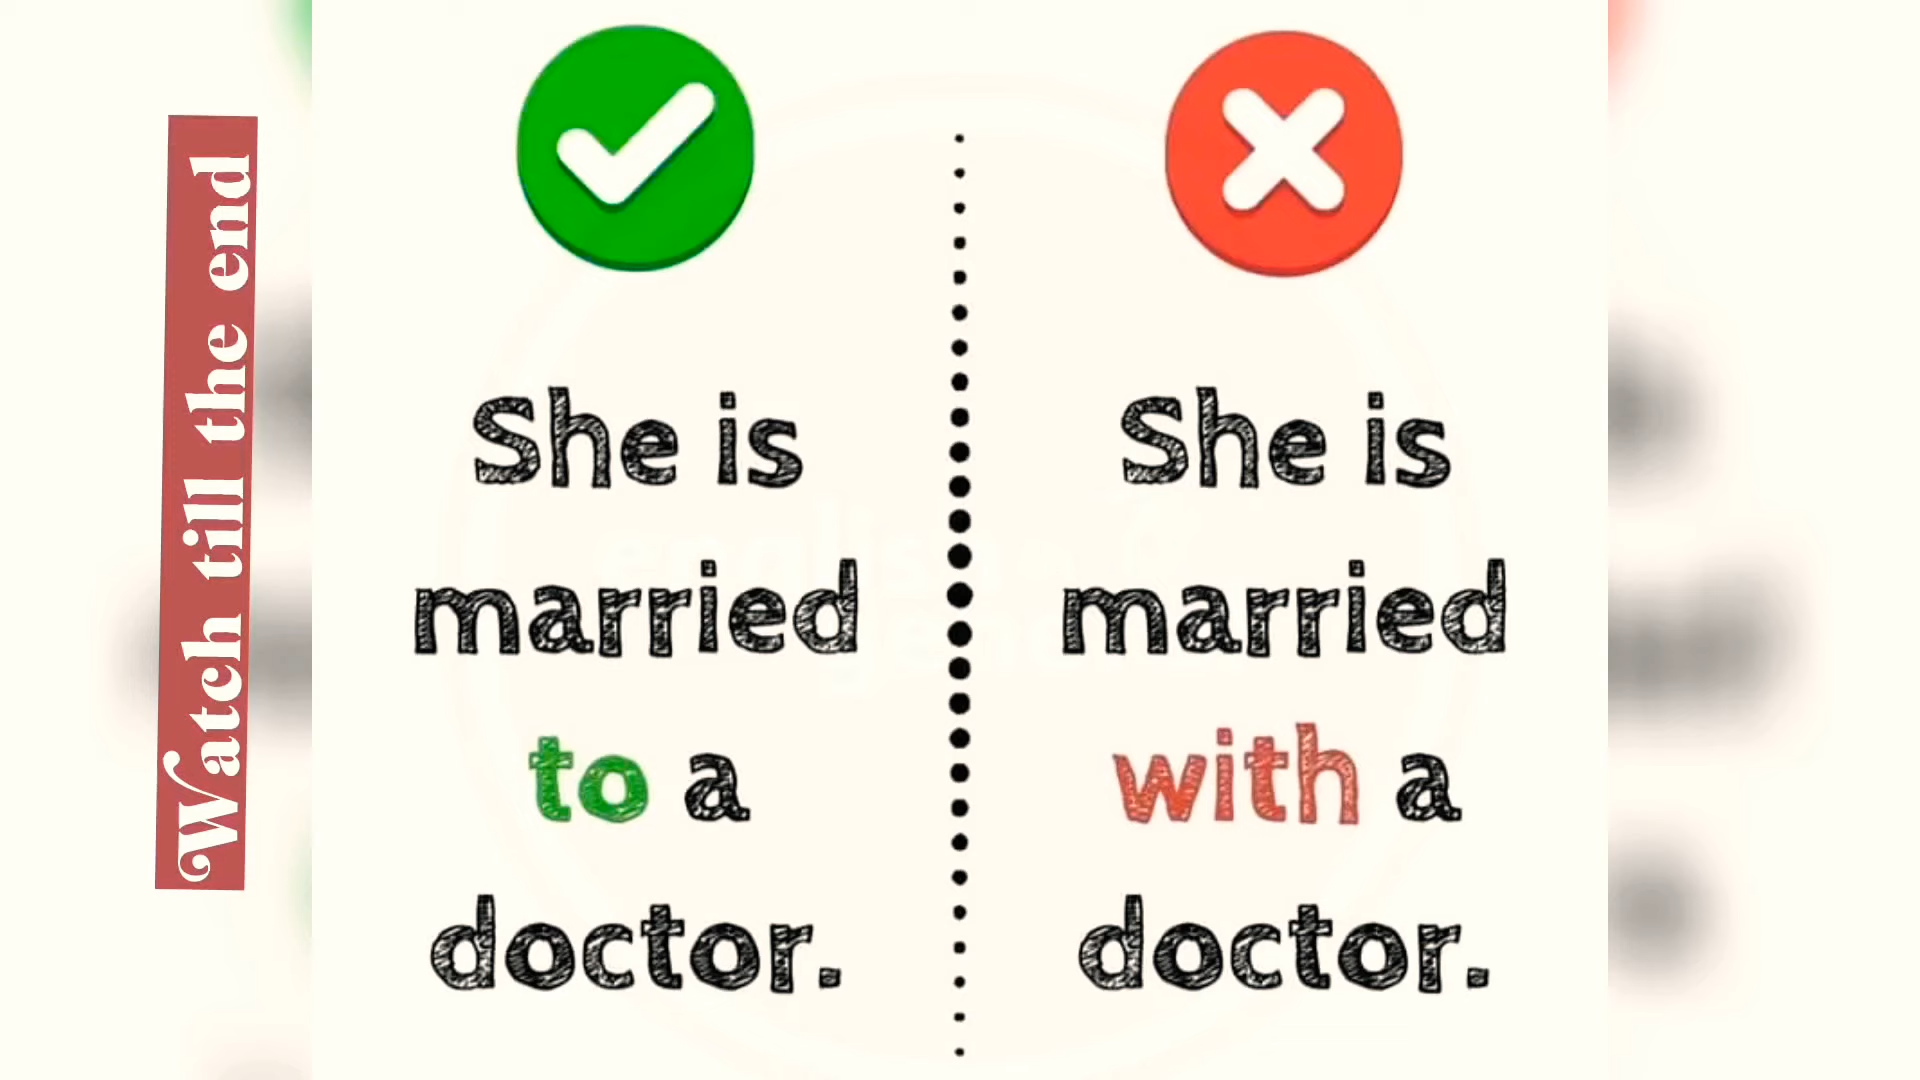 Watch till the end
She is
married
to a
doctor.
She is
married
with a
doctor.